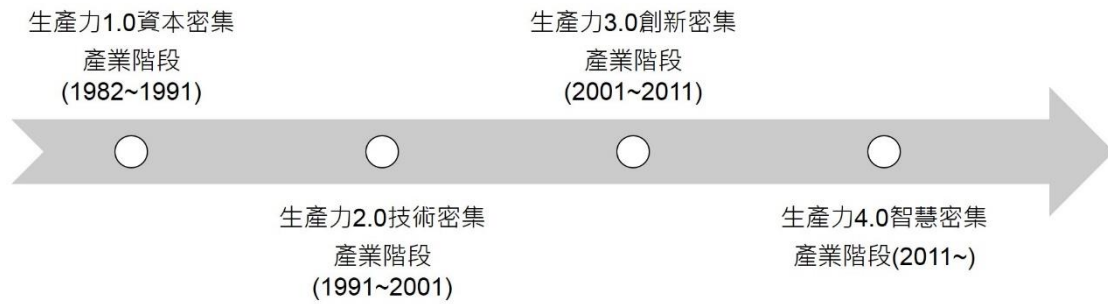 生產力1.0資本密集
產業階段
(1982~1991)
生產力2.0技術密集
產業階段
(1991~2001)
生產力3.0創新密集
產業階段
(2001~2011)
生產力4.0智慧密集
產業階段(2011~)